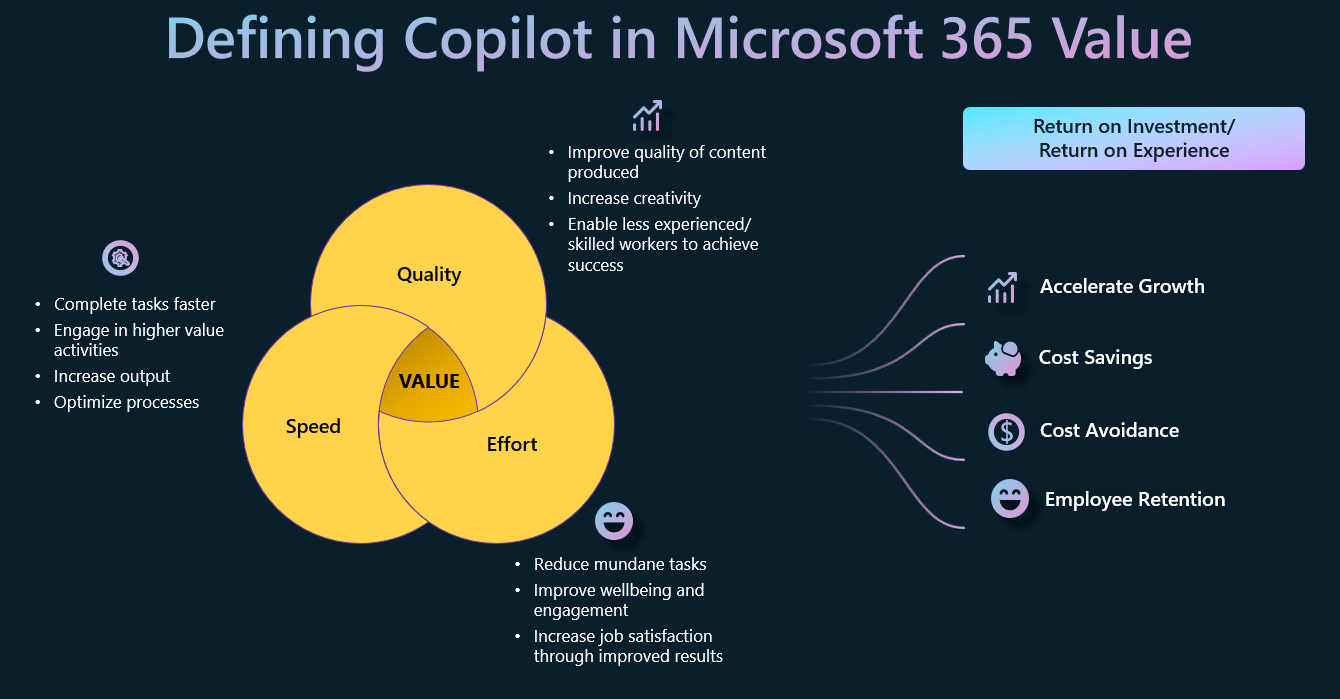 Defining Copilot in Microsoft 365 Value
• Complete tasks faster
• Engage in higher value
activities
• Increase output
• Optimize processes
Quality
Speed
VALUE
Effort
• Improve quality of content
produced
• Increase creativity
• Enable less experienced/
skilled workers to achieve
success
• Reduce mundane tasks
• Improve wellbeing and
engagement
• Increase job satisfaction
through improved results
Return on Investment/
Return on Experience
Accelerate Growth
Cost Savings
$
Cost Avoidance
Employee Retention